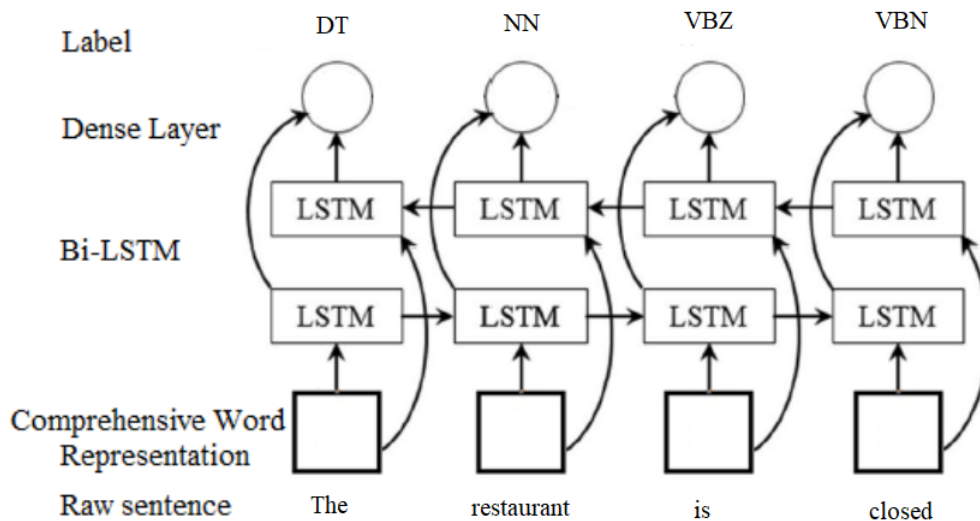 Label DT NN VBZ VBN
Dense Layer
LSTM LSTM LSTM LSTM
Bi-LSTM
LSTM LSTM LSTM LSTM
Comprehensive Word
Representation
Raw sentence The restaurant is closed